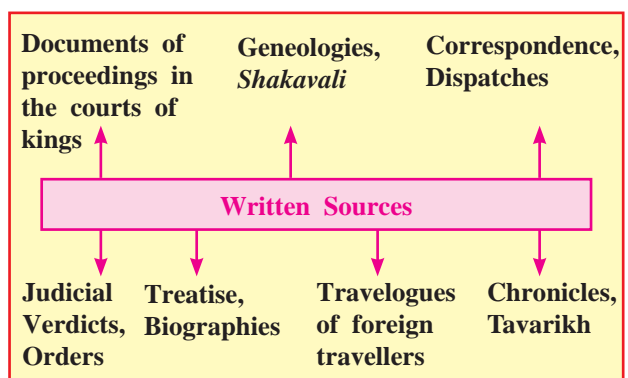 Documents of
proceedings in
the courts of
kings
Geneologies,
Shakavali
Correspondence,
Dispatches
Written Sources
Judicial
Verdicts,
Orders
Treatise,
Biographies
Travelogues
of foreign
travellers
Chronicles,
Tavarikh